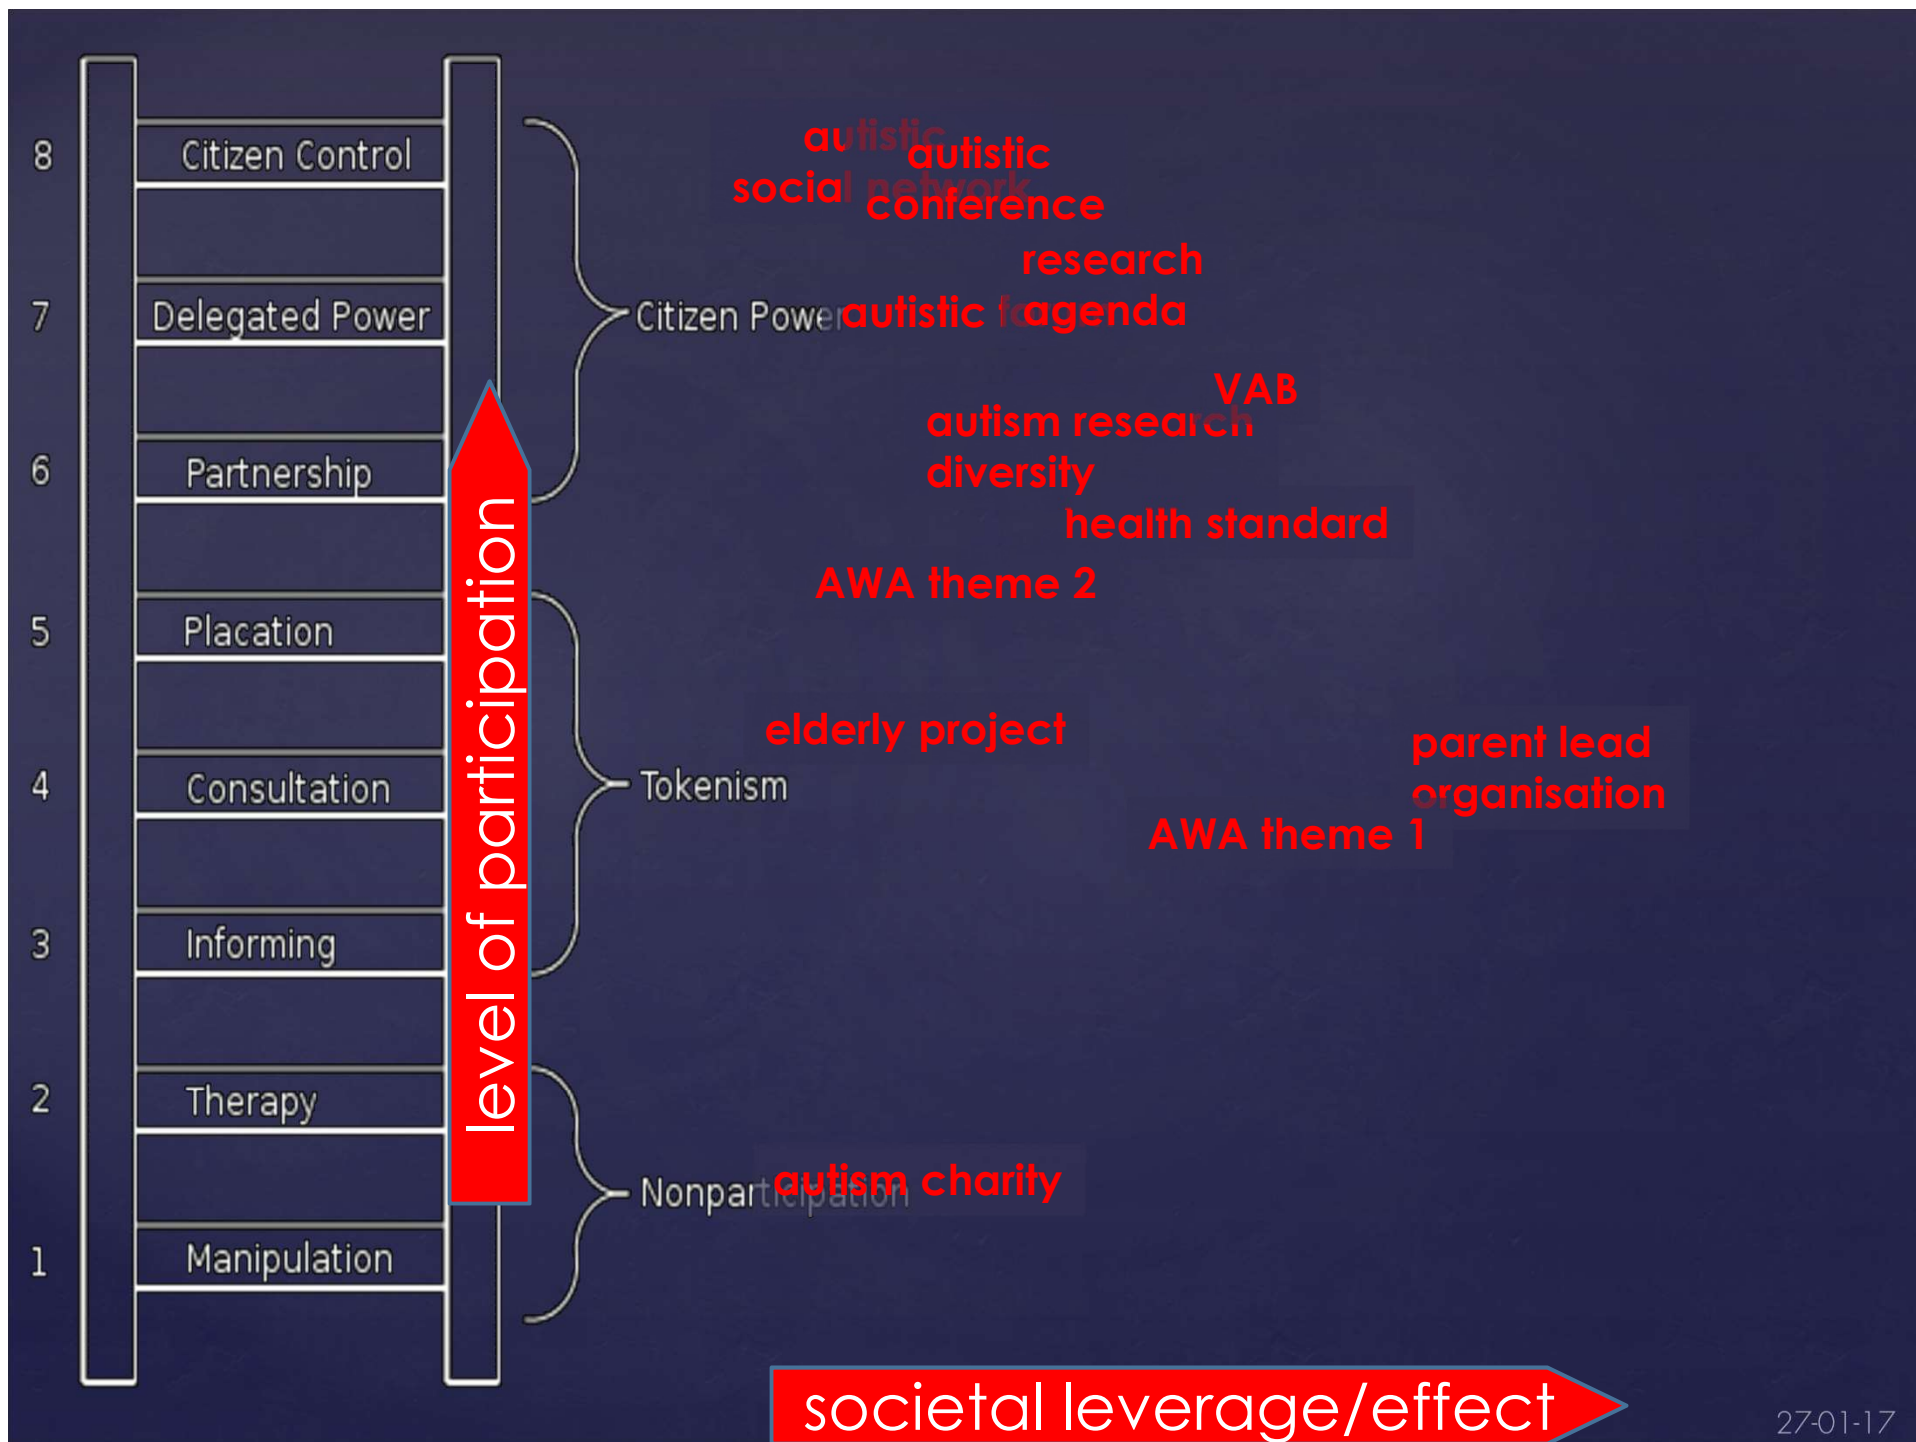 8
Citizen Control
7
Delegated Power
6
Partnership
5
Placation
4
Consultation
3
Informing
2
Therapy
1
Manipulation
level of participation
Citizen Power
Tokenism
Nonparticipation
autistic
social network
autistic
conference
research
agenda
autistic
VAB
autism research
diversity
health standard
AWA theme 2
elderly project
parent lead
organisation
AWA theme 1
autism charity
societal leverage/effect
27-01-17